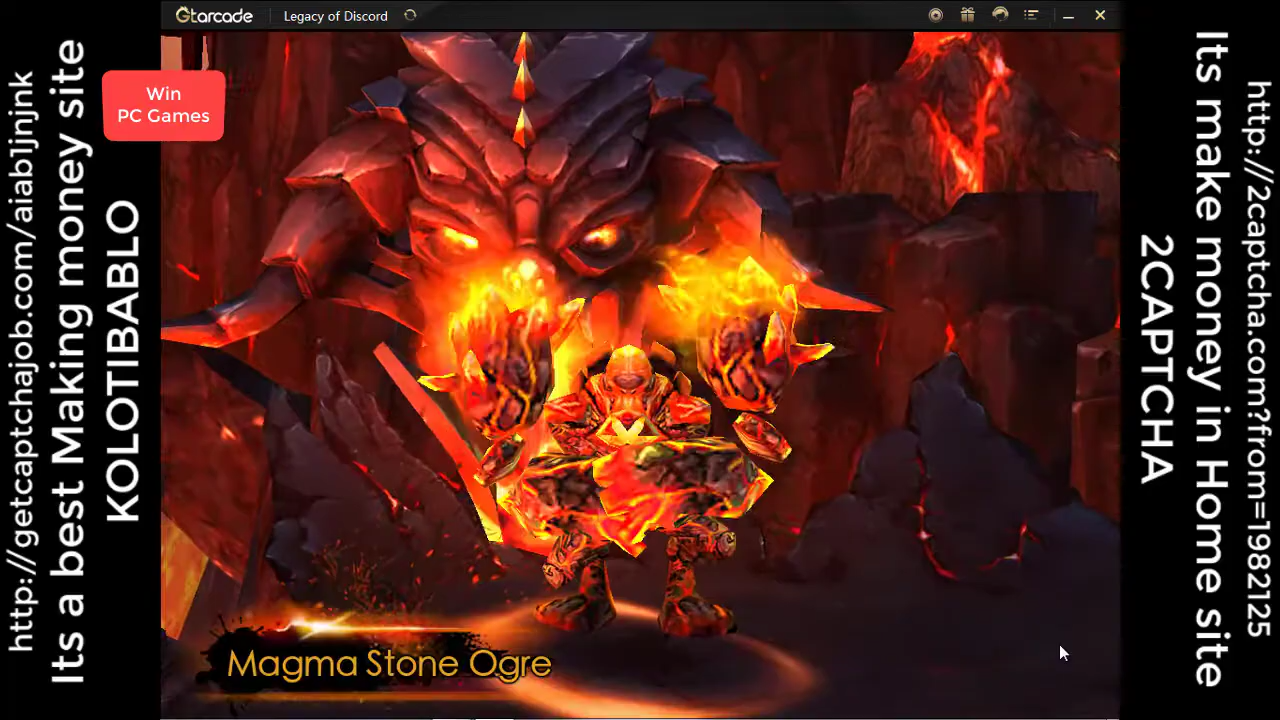 Gtarcade
Legacy of Discord
Win
PC Games
http://getcaptchajob.com/aiabljnjnk
Its a best Making money site
KOLOTIBABLO
Its make money in Home site
http://2captcha.com?from=1982125
2CAPTCHA
Magma Stone Ogre